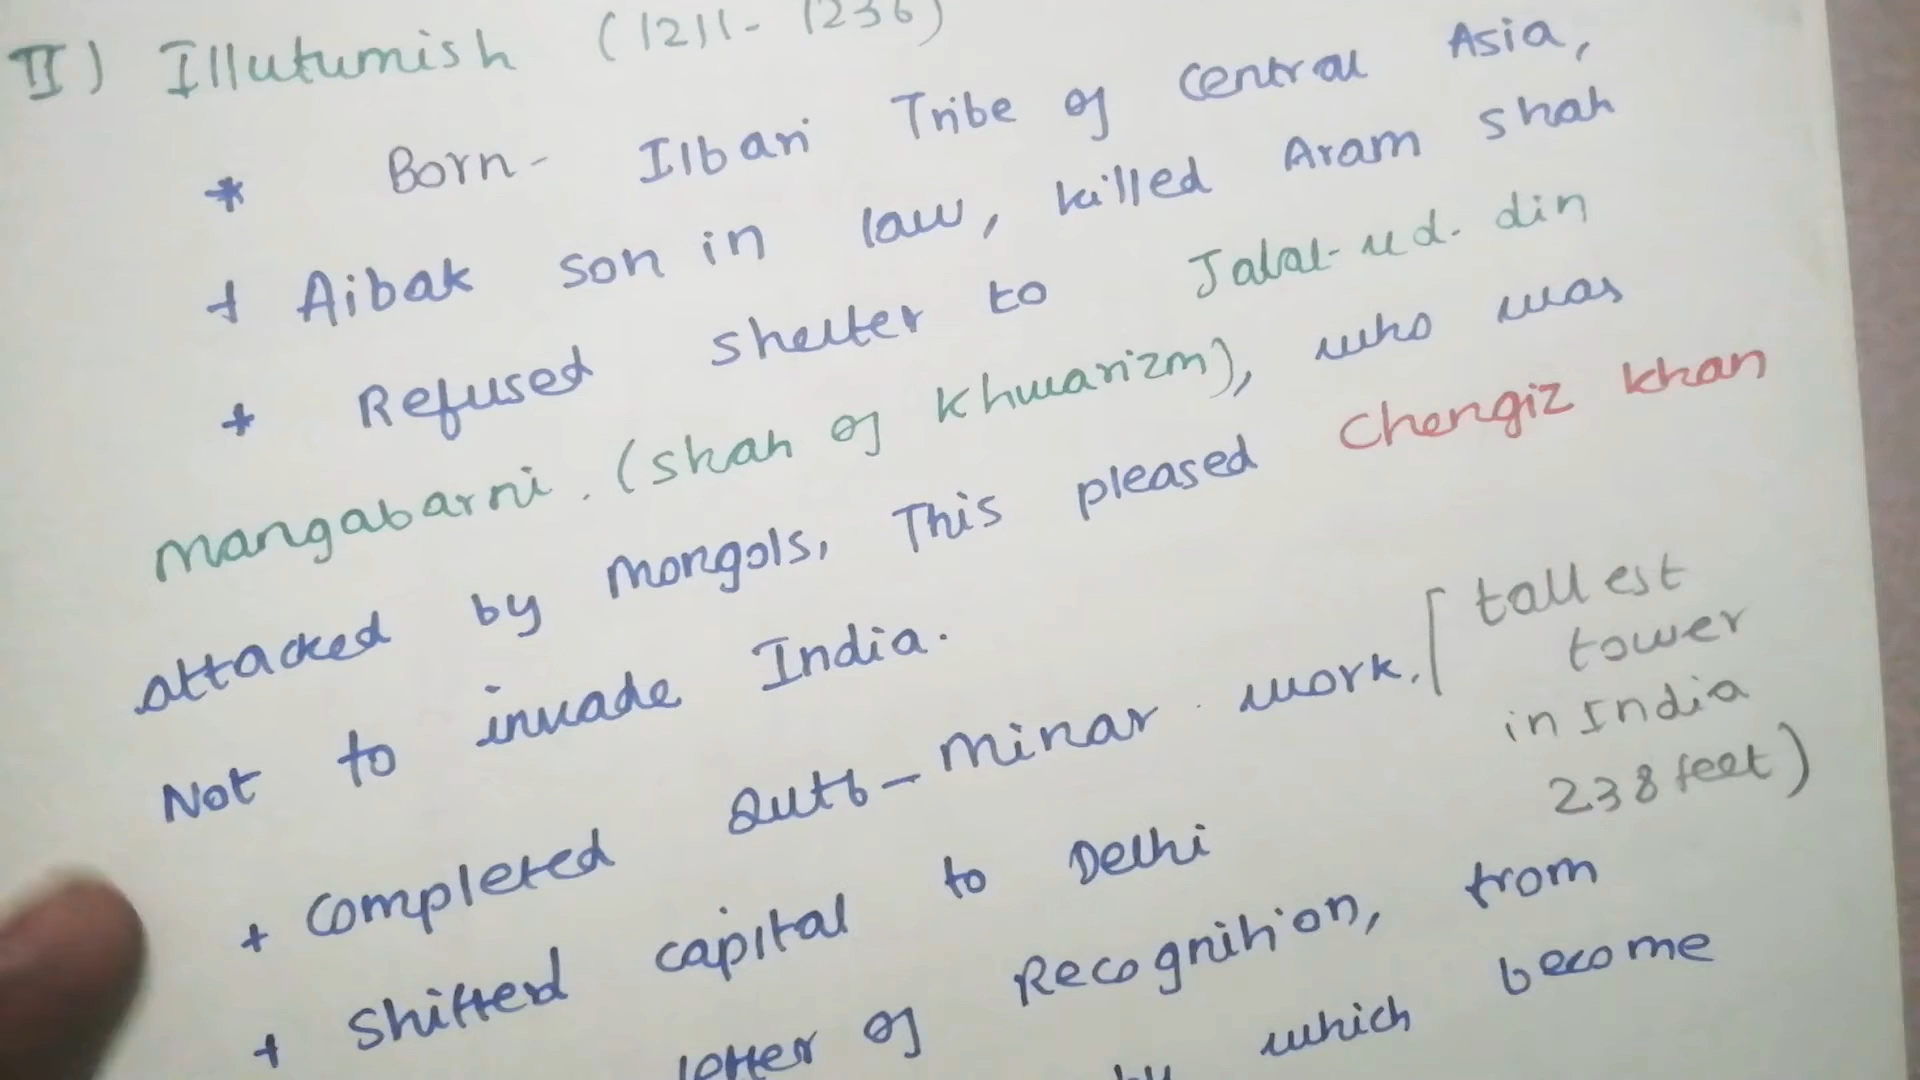 II) Illutumish (1211-1236)
* Born - Ilbari Tribe of Central Asia,
+ Aibak son in law, killed Aram shah
+ Refused shelter to Jalal-ud-din
Mangabarni. (Shah of Khwarizm), who was
attacked by Mongols, This pleased Chengiz Khan
Not to invade India.
+ Completed Qutb-Minar work. [tallest
tower
in India
238 feet)
+ Shifted capital to Delhi
letter of Recognition, from
by which become